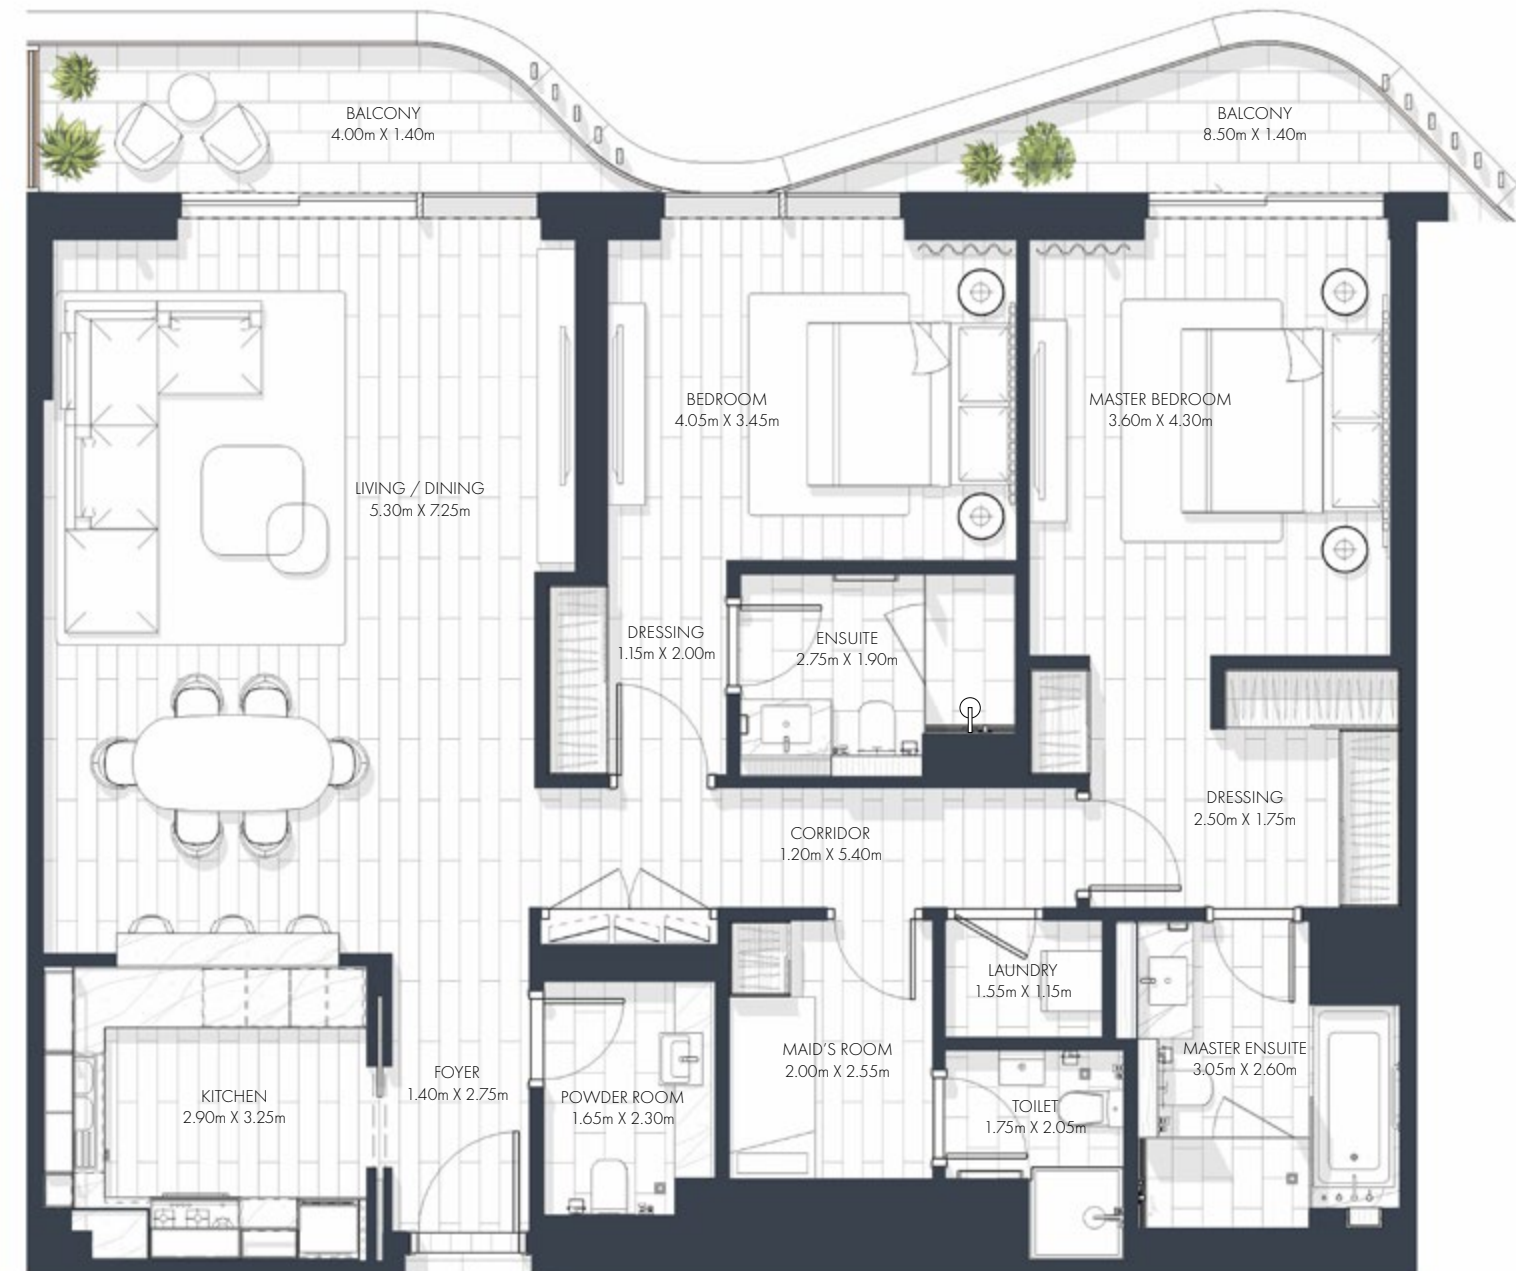 BALCONY
4.00m X 1.40m
BALCONY
8.50m X 1.40m
BEDROOM
4.05m X 3.45m
MASTER BEDROOM
3.60m X 4.30m
LIVING / DINING
5.30m X 7.25m
DRESSING
1.15m X 2.00m
ENSUITE
2.75m X 1.90m
DRESSING
2.50m X 1.75m
CORRIDOR
1.20m X 5.40m
LAUNDRY
1.55m X 1.15m
MAID'S ROOM
2.00m X 2.55m
MASTER ENSUITE
3.05m X 2.60m
FOYER
1.40m X 2.75m
KITCHEN
2.90m X 3.25m
POWDER ROOM
1.65m X 2.30m
TOILET
1.75m X 2.05m